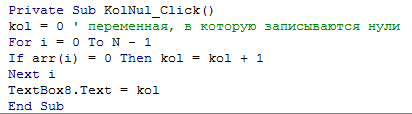 Private Sub KolNul_Click()
kol = 0 ' переменная, в которую записываются нули
For i = 0 To N - 1
If arr(i) = 0 Then kol = kol + 1
Next i
TextBox8.Text = kol
End Sub